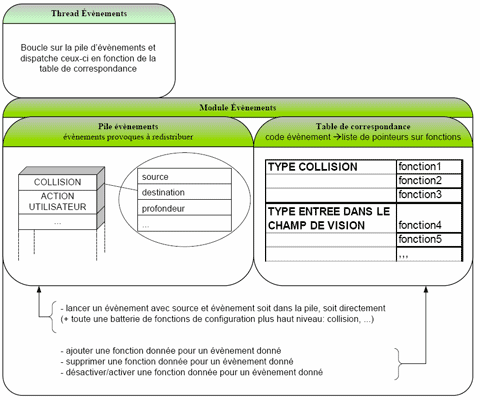 Thread Évènements
Boucle sur la pile d'évènements et
dispatche ceux-ci en fonction de la
table de correspondance
Module Évènements
Pile évènements
évènements provoqués à redistribuer
COLLISION
ACTION
UTILISATEUR
...
source
destination
profondeur
...
Table de correspondance
code évènement →liste de pointeurs sur fonctions
TYPE COLLISION
fonction1
fonction2
fonction3
TYPE ENTREE DANS LE
CHAMP DE VISION
fonction4
fonction5
,,,
- lancer un évènement avec source et évènement soit dans la pile, soit directement
(+ toute une batterie de fonctions de configuration plus haut niveau: collision, ...)
- ajouter une fonction donnée pour un évènement donné
- supprimer une fonction donnée pour un évènement donné
- désactiver/activer une fonction donnée pour un évènement donné